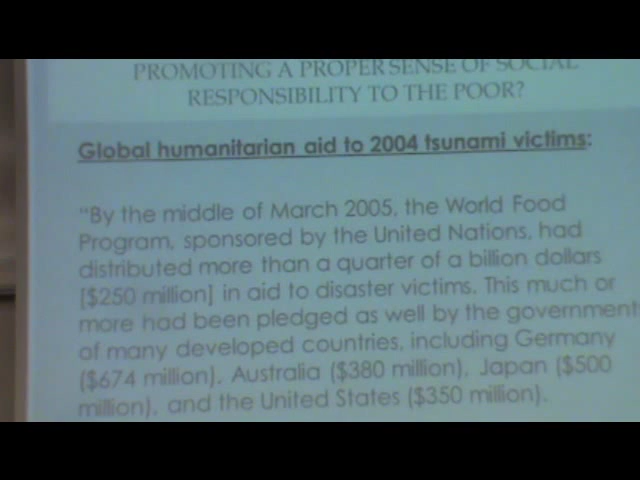 PROMOTING A PROPER SENSE OF SOCIAL
RESPONSIBILITY TO THE POOR?
Global humanitarian aid to 2004 tsunami victims:
“By the middle of March 2005, the World Food
Program, sponsored by the United Nations, had
distributed more than a quarter of a billion dollars
[$250 million] in aid to disaster victims. This much or
more had been pledged as well by the government
of many developed countries, including Germany
($674 million), Australia ($380 million), Japan ($500
million), and the United States ($350 million).